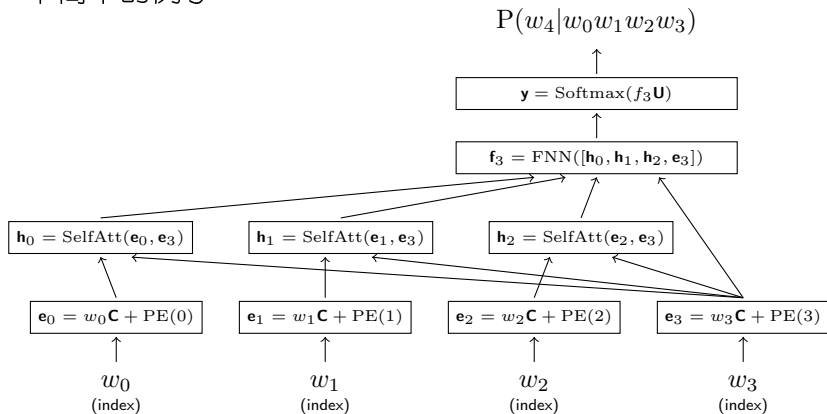 P(w₄|w₀w₁w₂w₃)
y = Softmax(f₃U)
f₃ = FNN([h₀, h₁, h₂, e₃])
h₀ = SelfAtt(e₀, e₃)
h₁ = SelfAtt(e₁, e₃)
h₂ = SelfAtt(e₂, e₃)
e₀ = w₀C + PE(0)
e₁ = w₁C + PE(1)
e₂ = w₂C + PE(2)
e₃ = w₃C + PE(3)
w₀
w₁
w₂
w₃
(index)
(index)
(index)
(index)